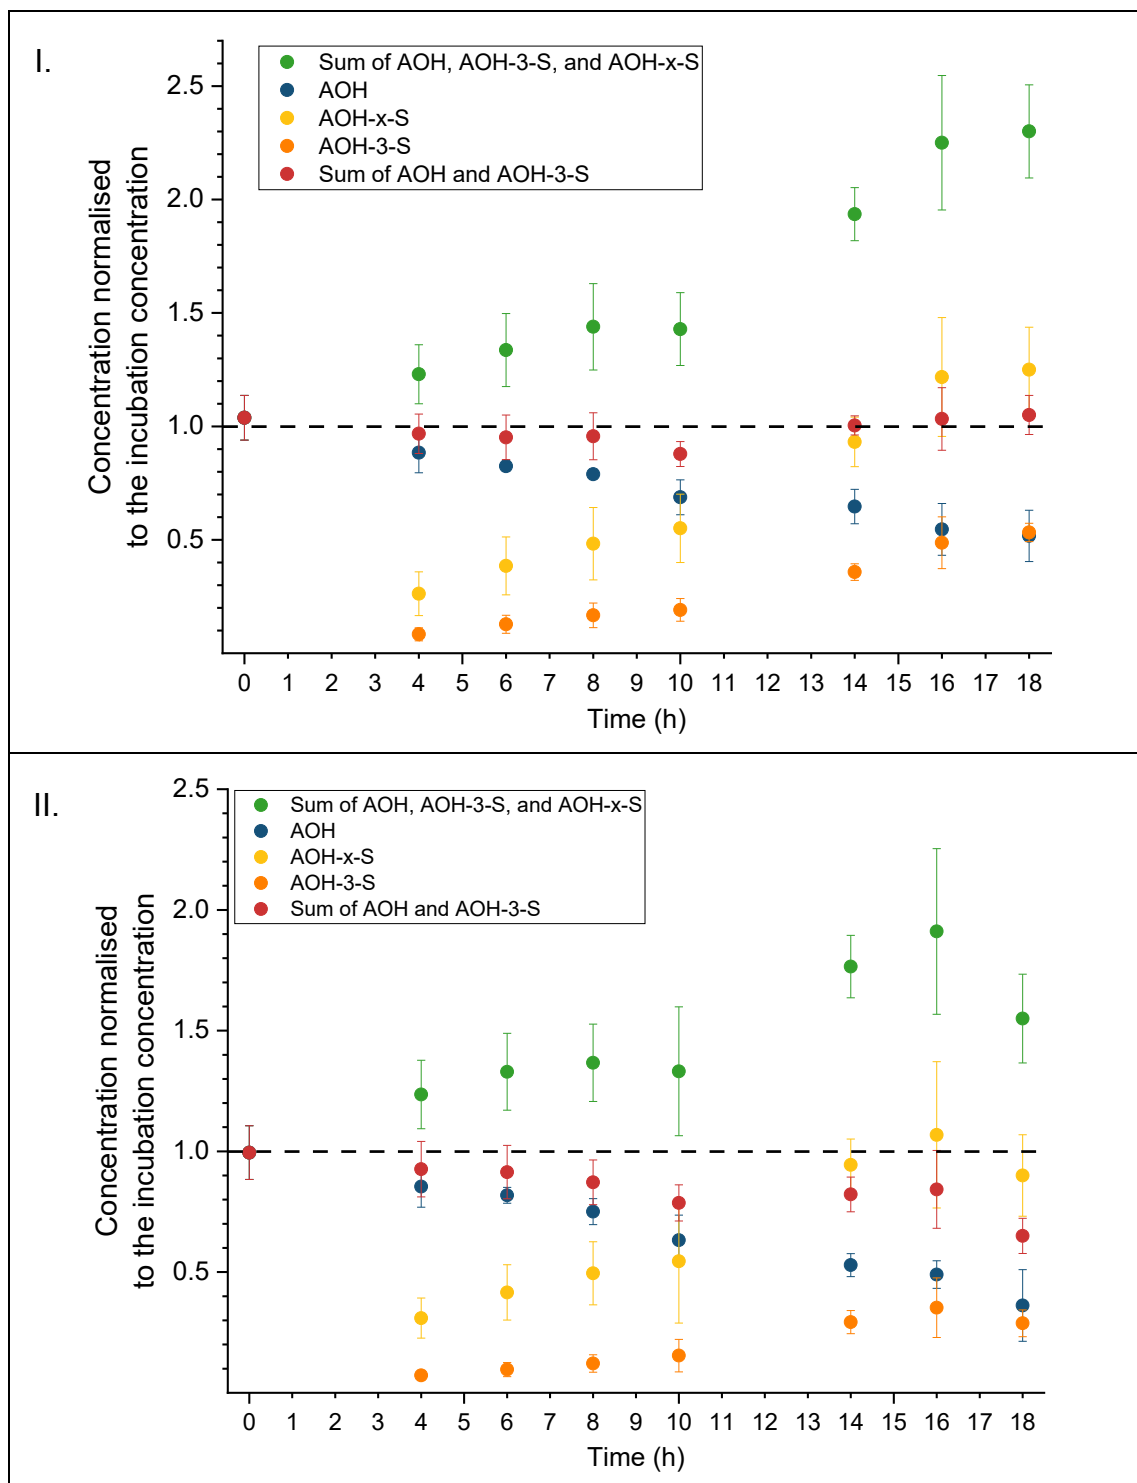 I.
Sum of AOH, AOH-3-S, and AOH-x-S
AOH
AOH-x-S
AOH-3-S
Sum of AOH and AOH-3-S
Concentration normalised
to the incubation concentration
2.5
2.0
1.5
1.0
0.5
0 1 2 3 4 5 6 7 8 9 10 11 12 13 14 15 16 17 18
Time (h)
II.
Sum of AOH, AOH-3-S, and AOH-x-S
AOH
AOH-x-S
AOH-3-S
Sum of AOH and AOH-3-S
Concentration normalised
to the incubation concentration
2.5
2.0
1.5
1.0
0.5
0 1 2 3 4 5 6 7 8 9 10 11 12 13 14 15 16 17 18
Time (h)